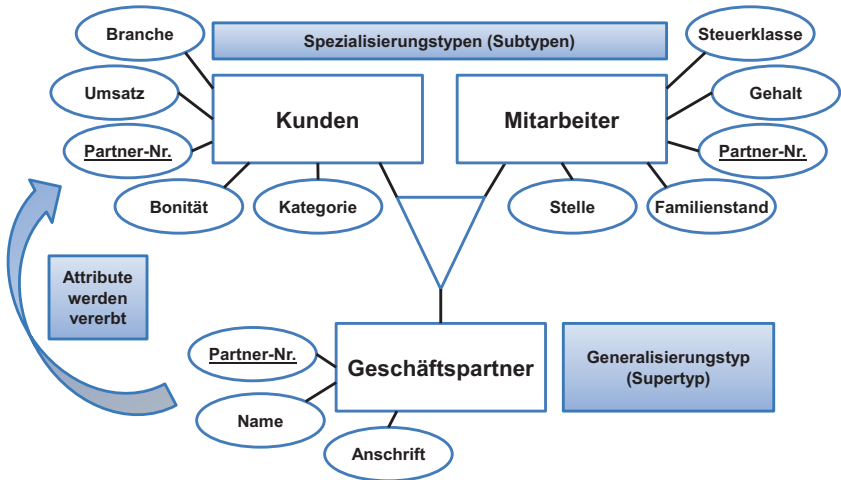 Branche
Spezialisierungstypen (Subtypen)
Steuerklasse
Umsatz
Kunden
Mitarbeiter
Gehalt
Partner-Nr.
Partner-Nr.
Bonität
Kategorie
Stelle
Familienstand
Attribute
werden
vererbt
Partner-Nr.
Geschäftspartner
Generalisierungstyp
(Supertyp)
Name
Anschrift